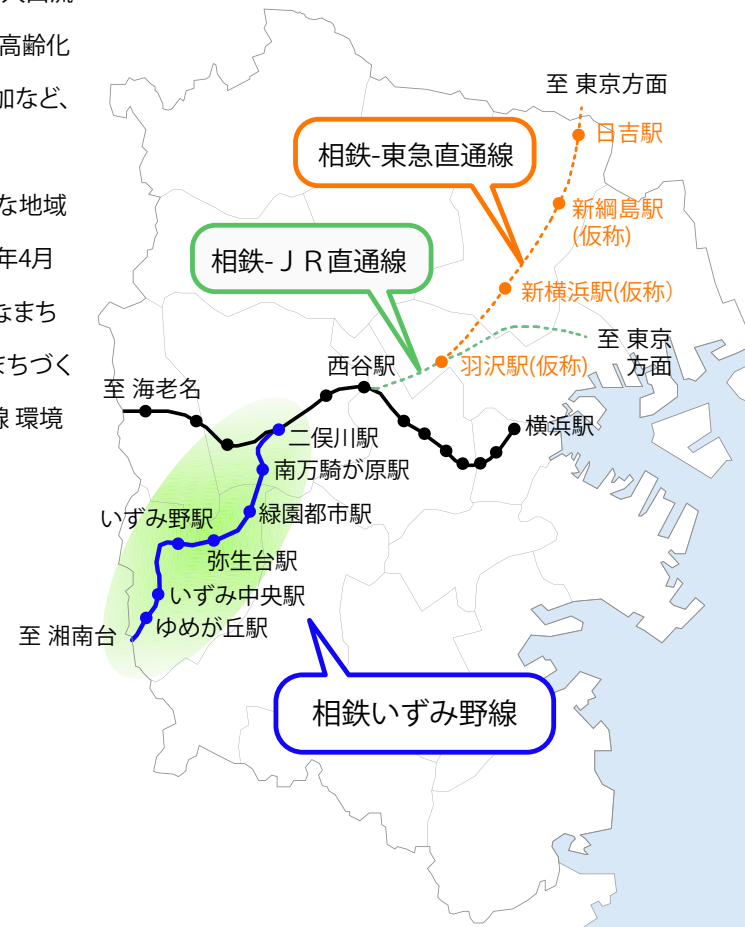 高齢化
加など、
な地域
年4月
なまち
まちづく
線 環境
至 東京方面
日吉駅
相鉄-東急直通線
新綱島駅
(仮称)
相鉄-ＪＲ直通線
新横浜駅(仮称)
至 東京
方面
羽沢駅(仮称)
西谷駅
至 海老名
横浜駅
二俣川駅
南万騎が原駅
緑園都市駅
いずみ野駅
弥生台駅
いずみ中央駅
ゆめが丘駅
至 湘南台
相鉄いずみ野線